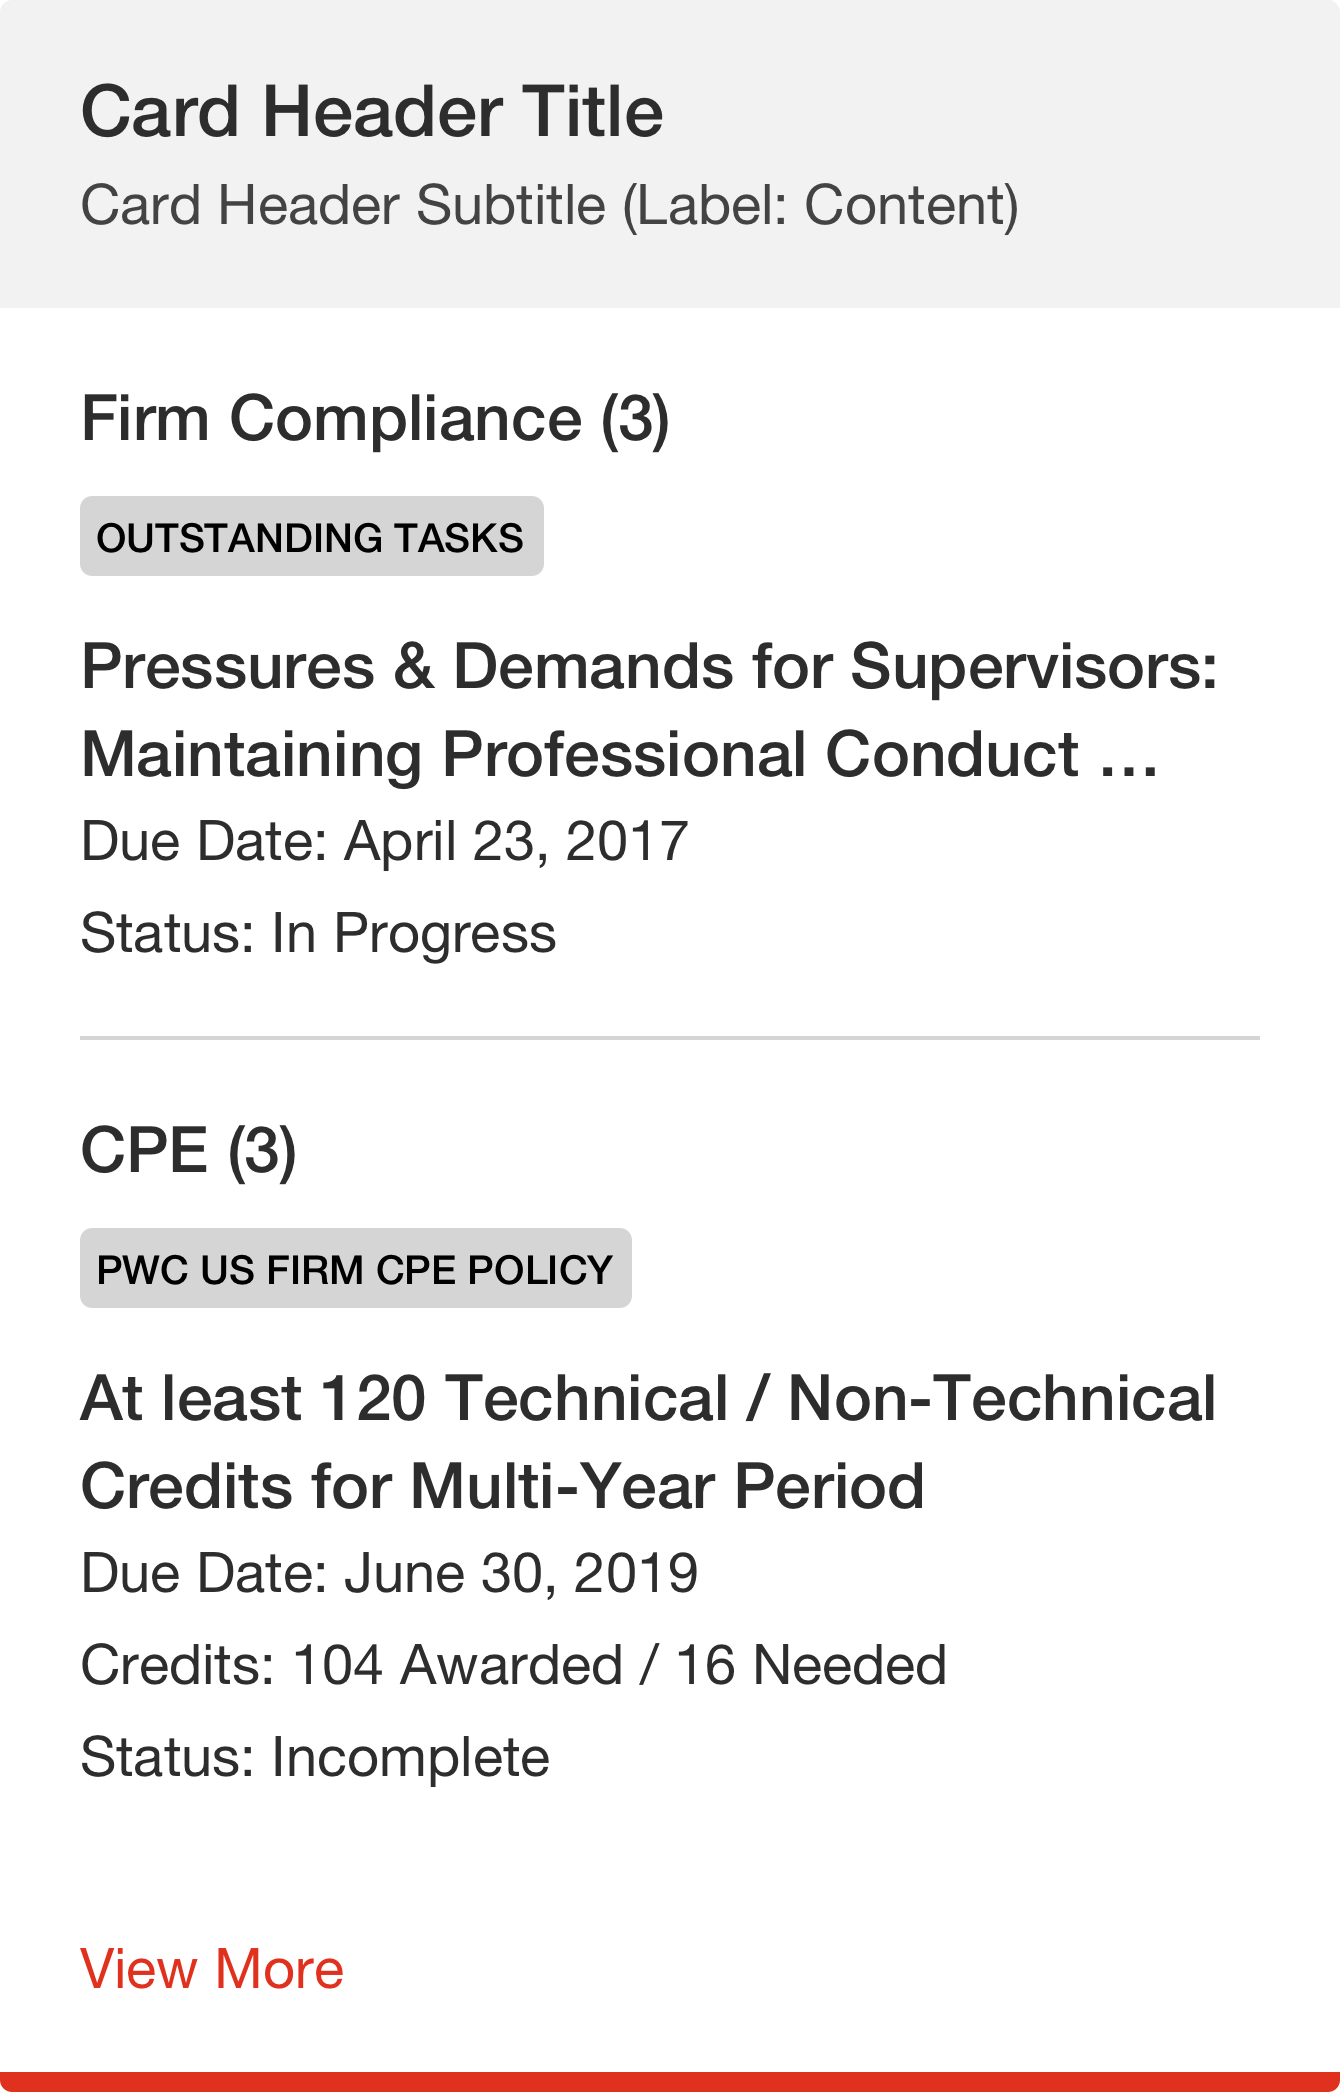 Card Header Title
Card Header Subtitle (Label: Content)
Firm Compliance (3)
OUTSTANDING TASKS
Pressures & Demands for Supervisors:
Maintaining Professional Conduct ...
Due Date: April 23, 2017
Status: In Progress
CPE (3)
PWC US FIRM CPE POLICY
At least 120 Technical / Non-Technical
Credits for Multi-Year Period
Due Date: June 30, 2019
Credits: 104 Awarded / 16 Needed
Status: Incomplete
View More